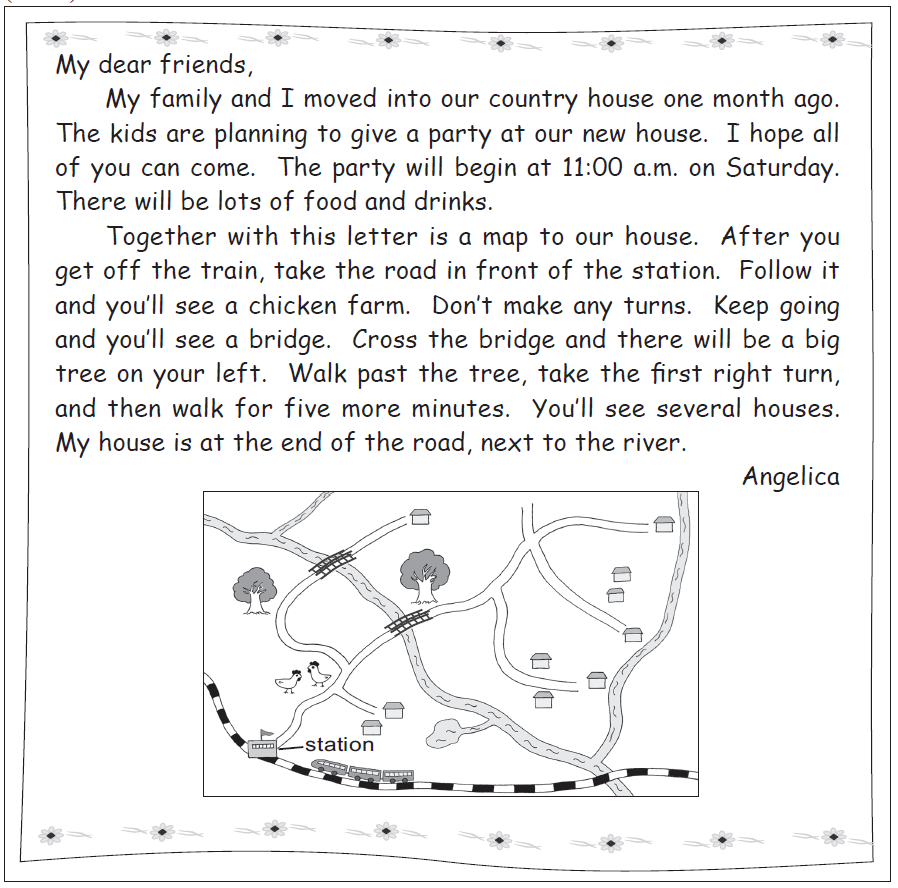 My dear friends,
My family and I moved into our country house one month ago.
The kids are planning to give a party at our new house. I hope all
of you can come. The party will begin at 11:00 a.m. on Saturday.
There will be lots of food and drinks.
Together with this letter is a map to our house. After you
get off the train, take the road in front of the station. Follow it
and you'll see a chicken farm. Don't make any turns. Keep going
and you'll see a bridge. Cross the bridge and there will be a big
tree on your left. Walk past the tree, take the first right turn,
and then walk for five more minutes. You'll see several houses.
My house is at the end of the road, next to the river.
Angelica
station